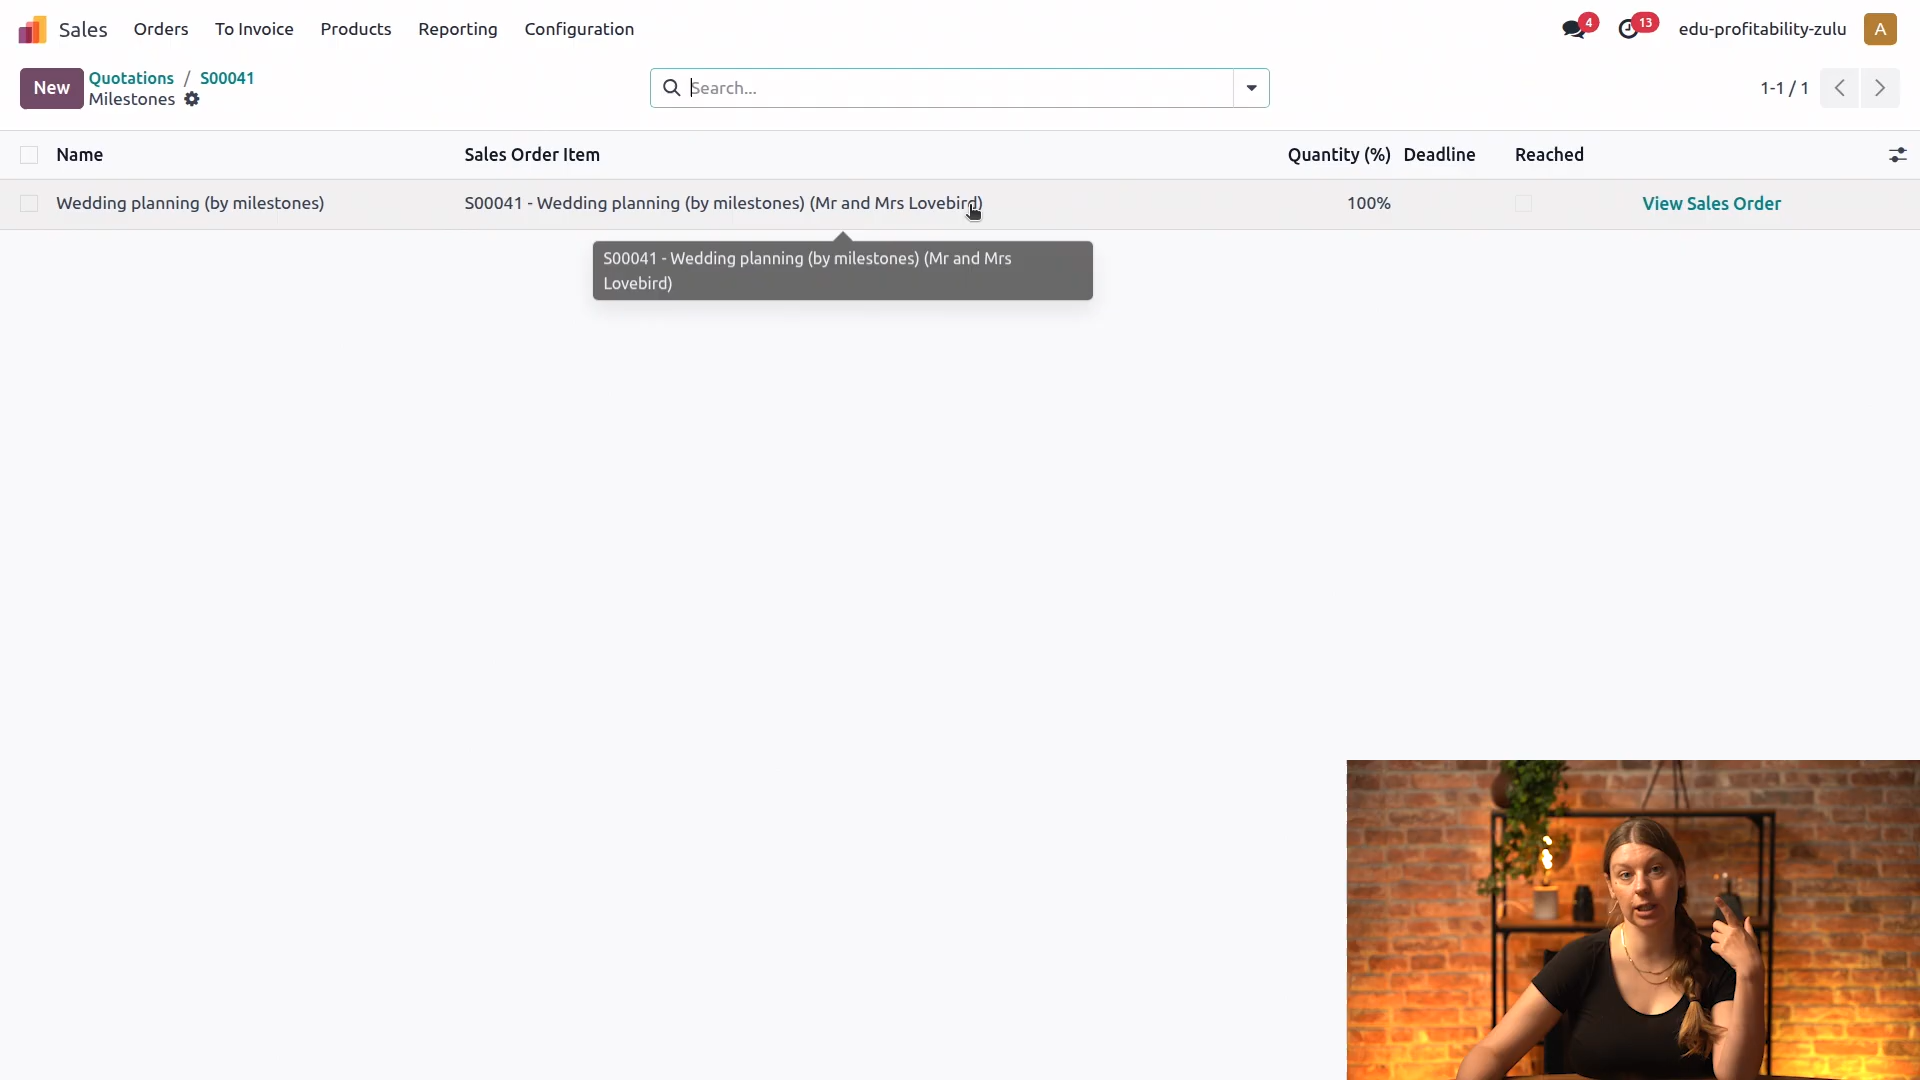 Sales Orders To Invoice Products Reporting Configuration 4 13 edu-profitability-zulu A
New Quotations / S00041 Search... 1-1 / 1
Milestones
Name Sales Order Item Quantity (%) Deadline Reached
Wedding planning (by milestones) S00041 - Wedding planning (by milestones) (Mr and Mrs Lovebird) 100% View Sales Order
S00041 - Wedding planning (by milestones) (Mr and Mrs
Lovebird)